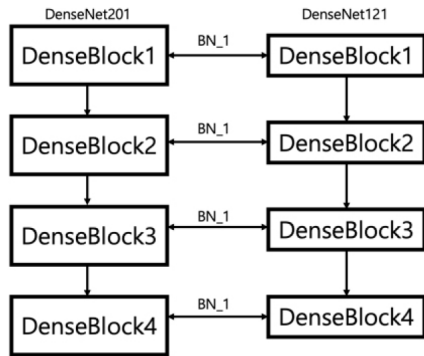 DenseNet201
DenseNet121
DenseBlock1
BN_1
DenseBlock1
DenseBlock2
BN_1
DenseBlock2
DenseBlock3
BN_1
DenseBlock3
DenseBlock4
BN_1
DenseBlock4